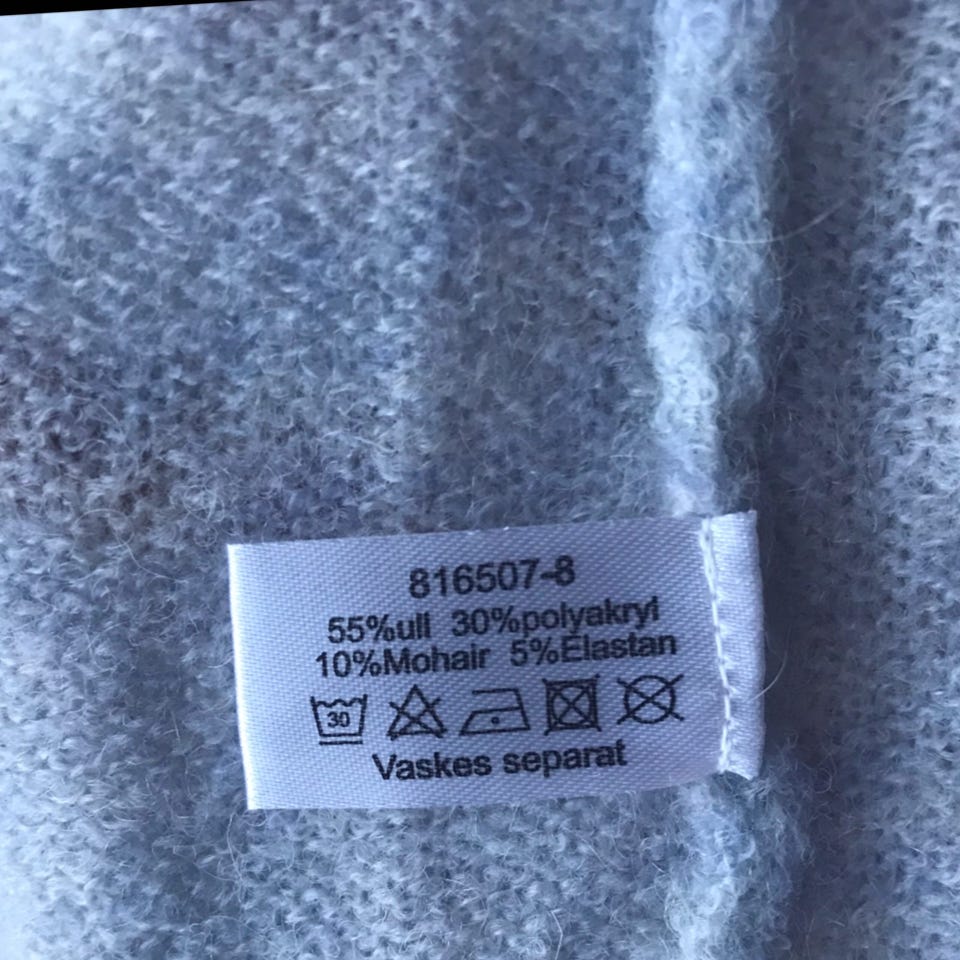 816507-8
55%ull 30%polyakryl
10%Mohair 5%Elastan
30
Vaskes separat